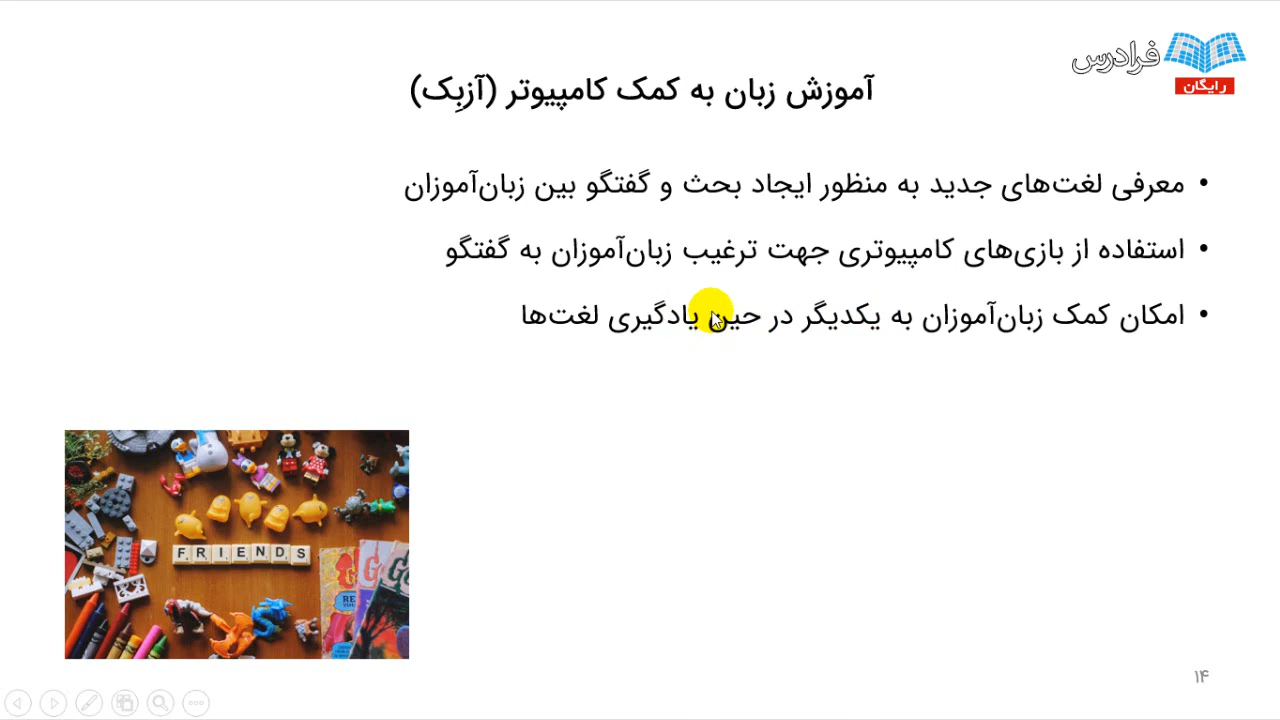 فرادرس
رایگان
آموزش زبان به کمک کامپیوتر (آزبِک)
• معرفی لغت‌های جدید به منظور ایجاد بحث و گفتگو بین زبان‌آموزان
• استفاده از بازی‌های کامپیوتری جهت ترغیب زبان‌آموزان به گفتگو
• امکان کمک زبان‌آموزان به یکدیگر در حین یادگیری لغت‌ها
FRIENDS
۱۴